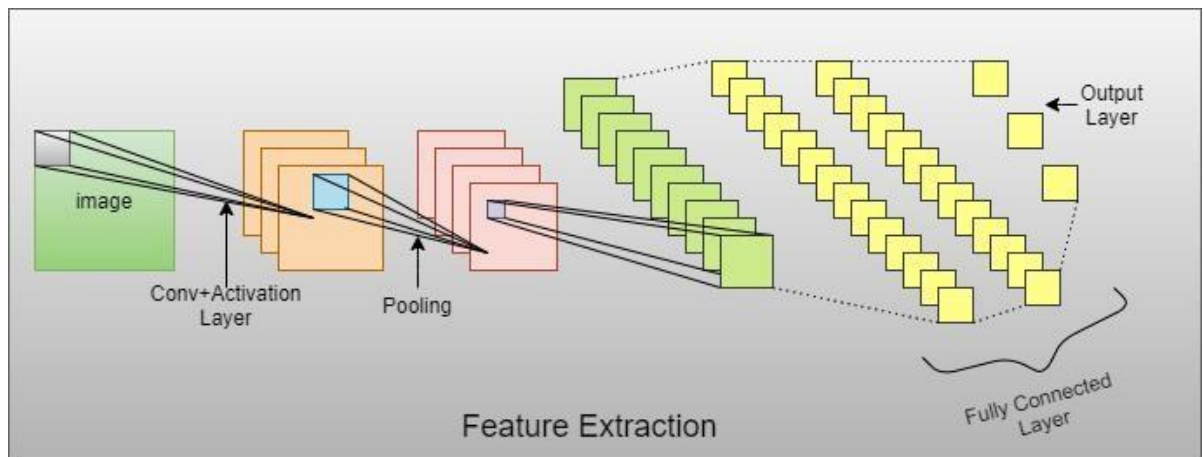 image
Conv+Activation
Layer
Pooling
Output
Layer
Fully Connected
Layer
Feature Extraction